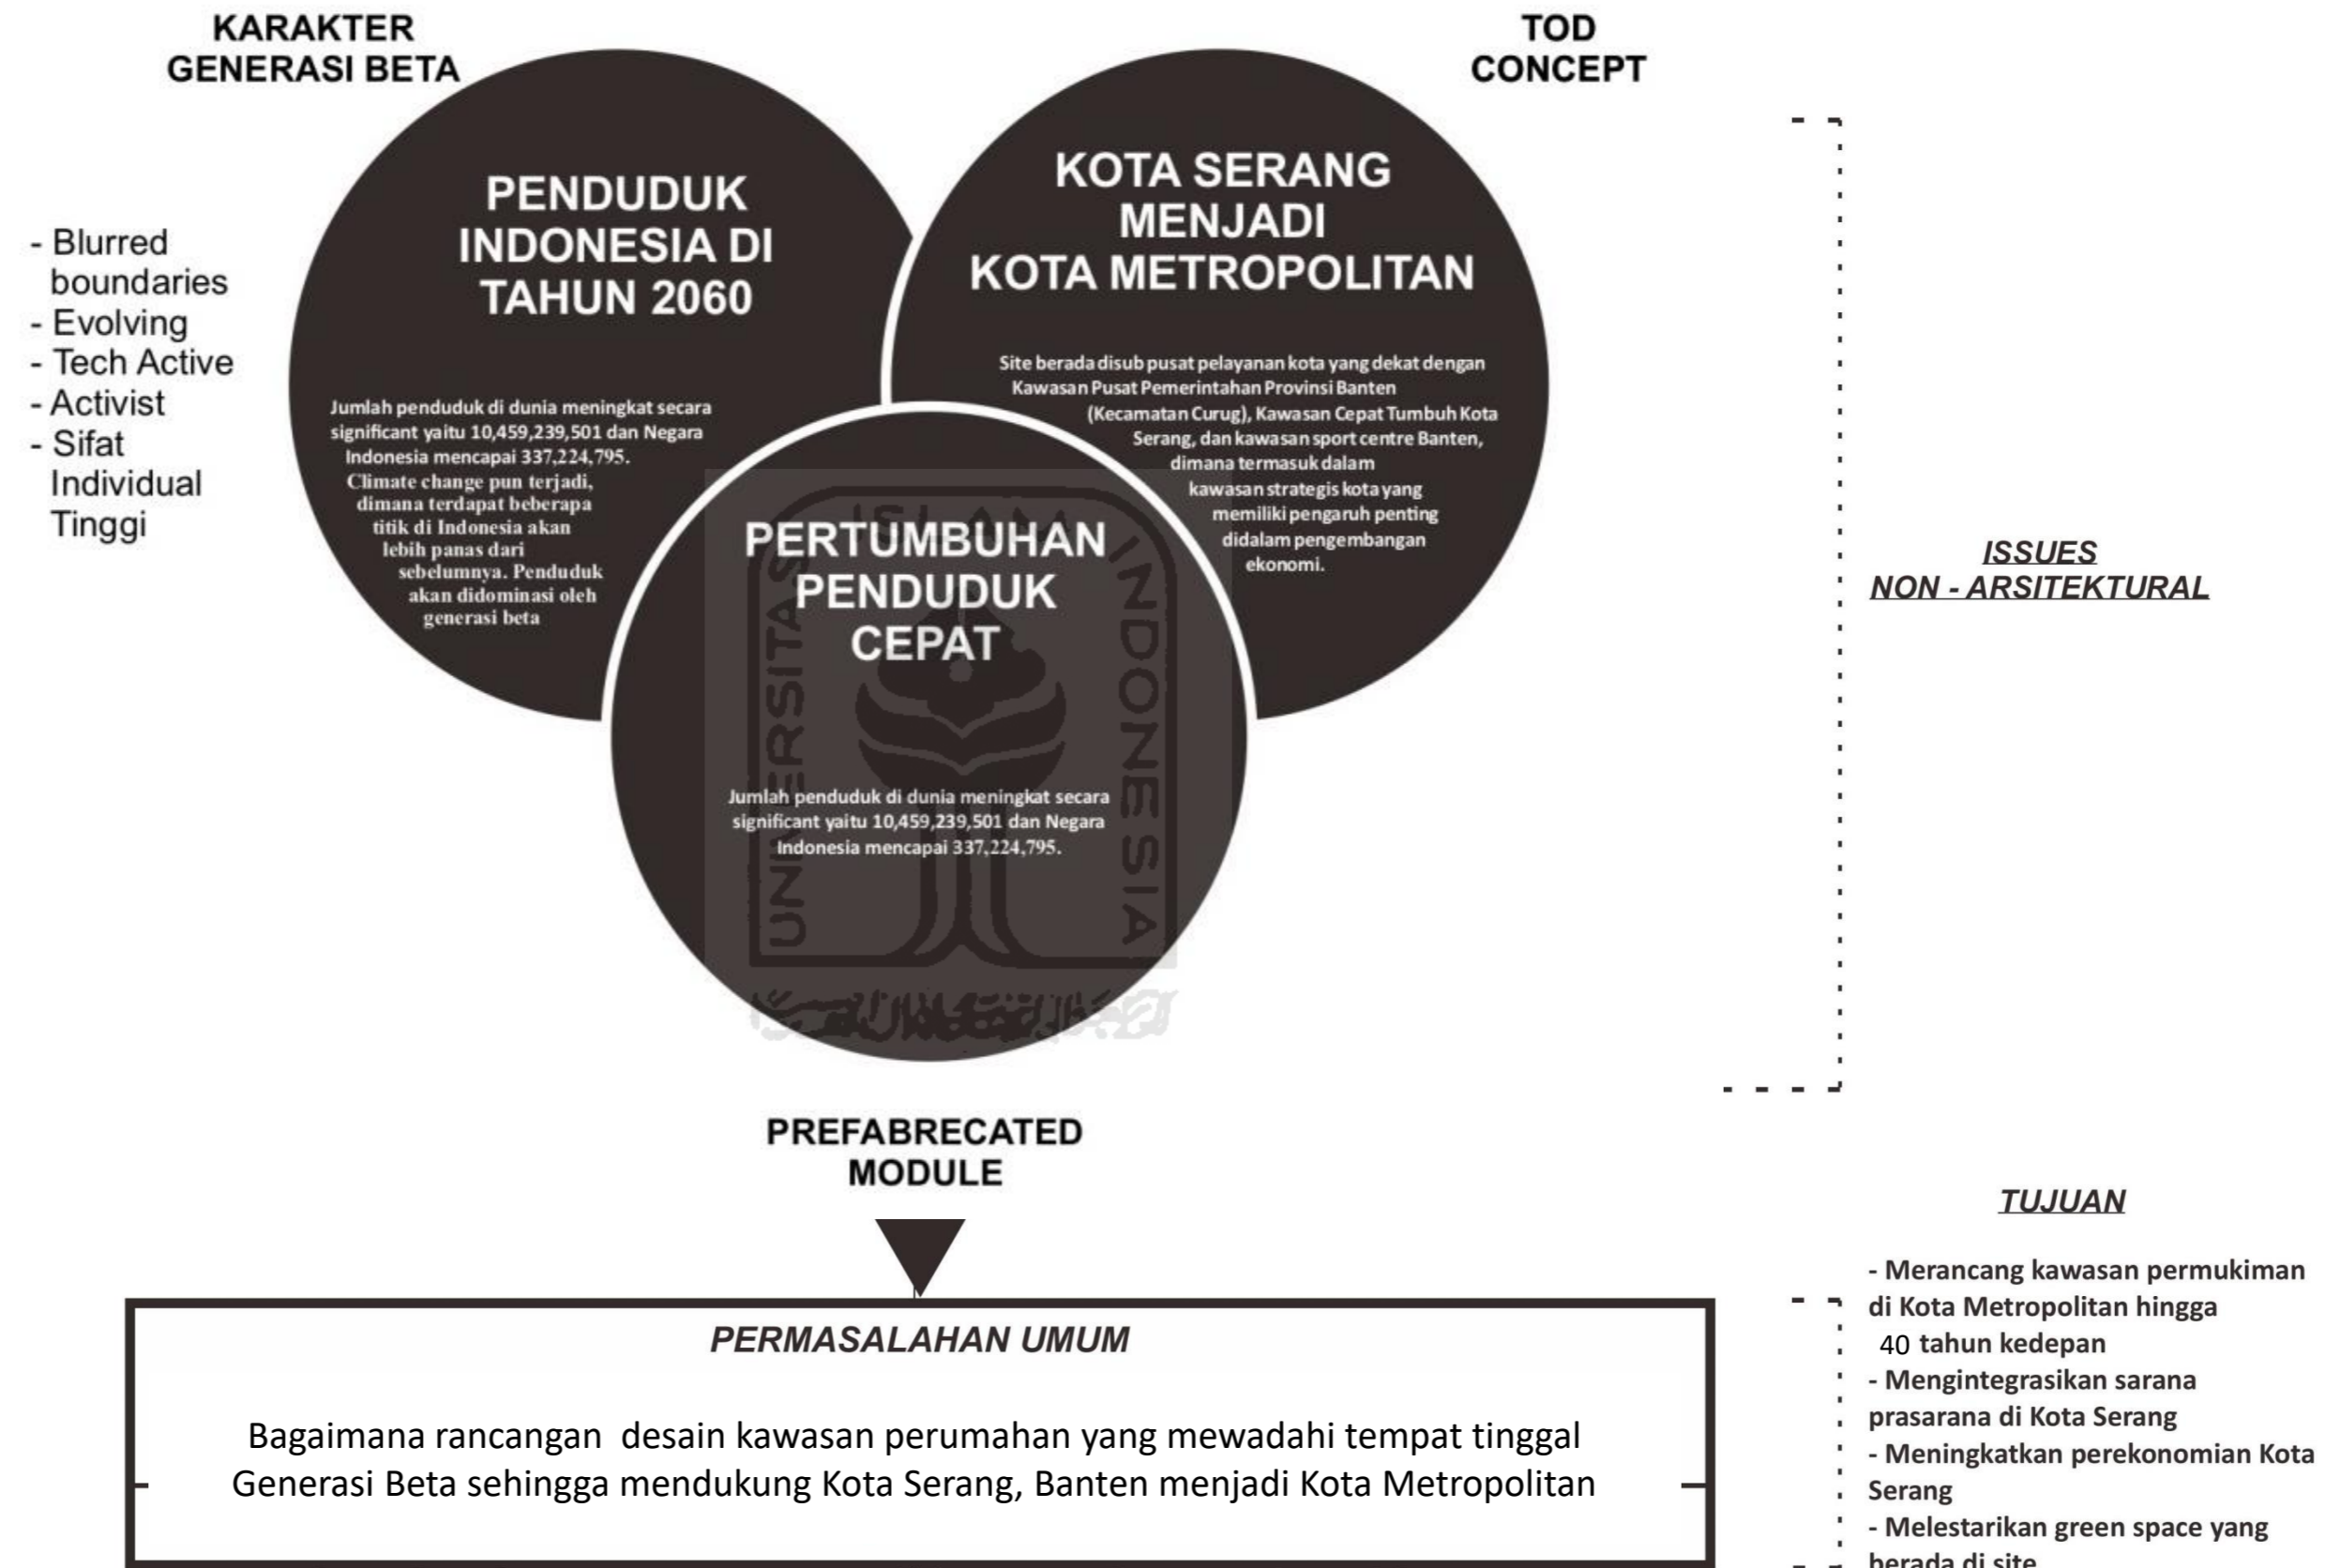 KARAKTER
GENERASI BETA
TOD
CONCEPT
- Blurred
boundaries
- Evolving
- Tech Active
- Activist
- Sifat
Individual
Tinggi
PENDUDUK
INDONESIA DI
TAHUN 2060
Jumlah penduduk di dunia meningkat secara
significant yaitu 10,459,239,501 dan Negara
Indonesia mencapai 337,224,795.
Climate change pun terjadi,
dimana terdapat beberapa
titik di Indonesia akan
lebih panas dari
sebelumnya. Penduduk
akan didominasi oleh
generasi beta
KOTA SERANG
MENJADI
KOTA METROPOLITAN
Site berada disub pusat pelayanan kota yang dekat dengan
Kawasan Pusat Pemerintahan Provinsi Banten
(Kecamatan Curug), Kawasan Cepat Tumbuh Kota
Serang, dan kawasan sport centre Banten,
dimana termasuk dalam
kawasan strategis kota yang
memiliki pengaruh penting
didalam pengembangan
ekonomi.
PERTUMBUHAN
PENDUDUK
CEPAT
Jumlah penduduk di dunia meningkat secara
significant yaitu 10,459,239,501 dan Negara
Indonesia mencapai 337,224,795.
UNIVERSITAS
ISLAM
INDONESIA
ISSUES
NON - ARSITEKTURAL
PREFABRECATED
MODULE
PERMASALAHAN UMUM
Bagaimana rancangan desain kawasan perumahan yang mewadahi tempat tinggal
Generasi Beta sehingga mendukung Kota Serang, Banten menjadi Kota Metropolitan
TUJUAN
- Merancang kawasan permukiman
di Kota Metropolitan hingga
40 tahun kedepan
- Mengintegrasikan sarana
prasarana di Kota Serang
- Meningkatkan perekonomian Kota
Serang
- Melestarikan green space yang
berada di site